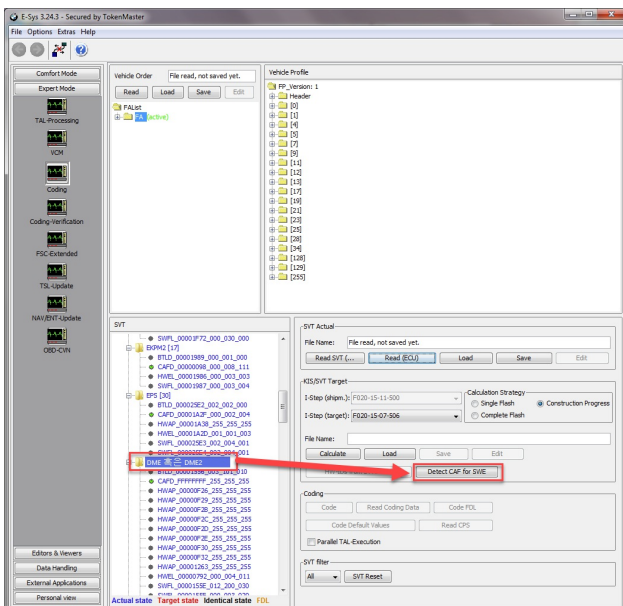 E-Sys 3.24.3 - Secured by TokenMaster
File Options Extras Help
Comfort Mode
Expert Mode
TAL-Processing
VCM
Coding
Coding-Verification
FSC-Extended
TSL-Update
NAV/ENT-Update
OBD-CVN
Editors & Viewers
Data Handling
External Applications
Personal view
Vehicle Order
File read, not saved yet.
Read Load Save Edit
FAList
FA (active)
Vehicle Profile
FP_Version: 1
Header
[0]
[1]
[4]
[5]
[7]
[9]
[11]
[12]
[13]
[17]
[19]
[21]
[23]
[25]
[28]
[34]
[128]
[129]
[255]
SVT
SWFL_00001F72_000_030_000
EKPM2 [17]
BTLD_00001989_000_001_000
CAFD_00000098_000_008_111
HWEL_00001986_000_003_003
SWFL_00001987_000_003_004
EPS [30]
BTLD_000025E2_002_002_000
CAFD_00001A2F_000_002_004
HWAP_00001A38_255_255_255
HWEL_00001A2D_001_001_003
SWFL_000025E3_002_004_001
SWFL_000025E4_002_004_001
DME 혹은 DME2
CAFD_FFFFFFFF_255_255_255
HWAP_00000F26_255_255_255
HWAP_00000F29_255_255_255
HWAP_00000F2B_255_255_255
HWAP_00000F2C_255_255_255
HWAP_00000F2D_255_255_255
HWAP_00000F2E_255_255_255
HWAP_00000F30_255_255_255
HWAP_00000F32_255_255_255
HWAP_00001263_255_255_255
HWEL_00000792_000_004_011
SWFL_0000155E_012_200_030
Actual state Target state Identical state FDL
SVT Actual
File Name: File read, not saved yet.
Read SVT (... Read (ECU) Load Save Edit
KIS/SVT Target
I-Step (shipm.): F020-15-11-500
I-Step (target): F020-15-07-506
Calculation Strategy
Single Flash Construction Progress
Complete Flash
File Name:
Calculate Load Save Edit
Detect CAF for SWE
Coding
Code Read Coding Data Code FDL
Code Default Values Read CPS
Parallel TAL-Execution
SVT filter
All SVT Reset